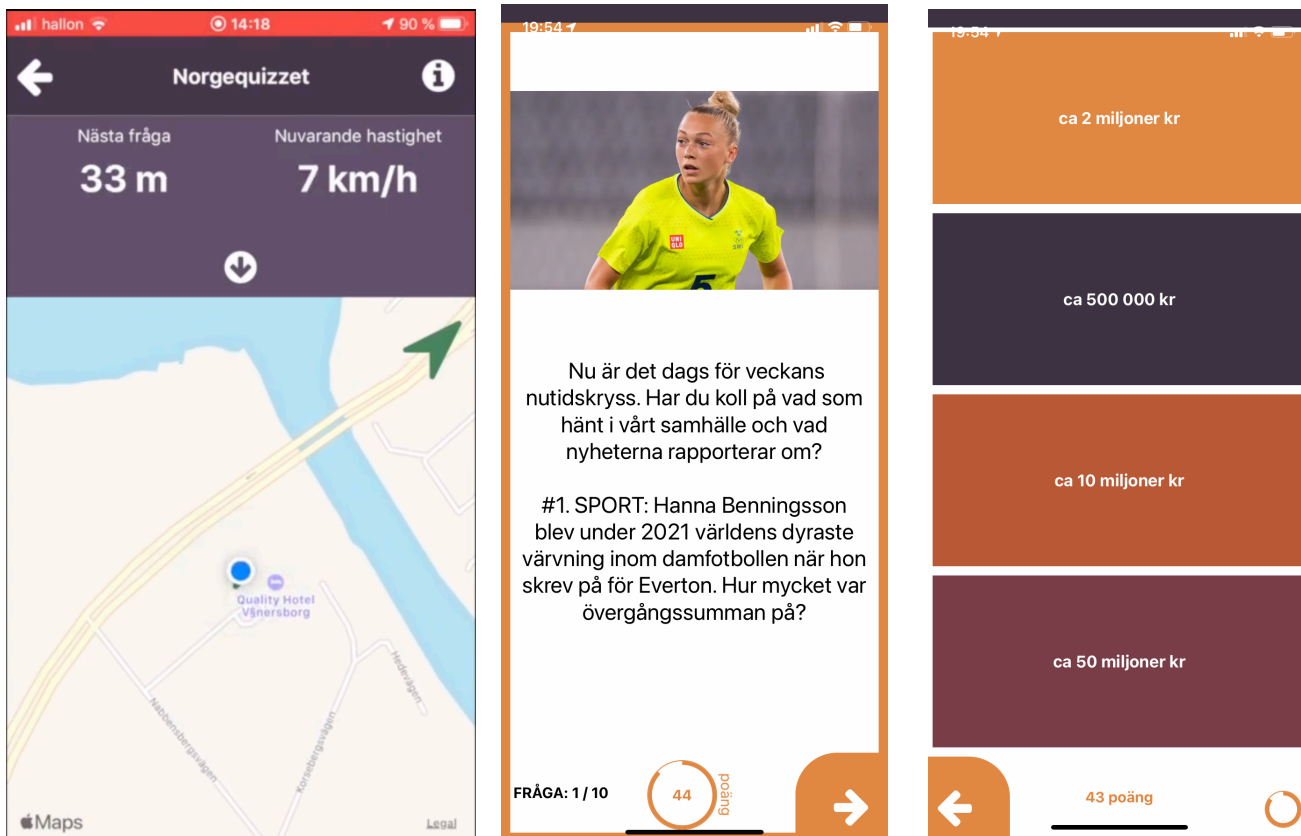 hallon 14:18 90 %
Norgequizzet
Nästa fråga
33 m
Nuvarande hastighet
7 km/h
Quality Hotel
V§nersborg
Hedevägen
Nabbensbergsvägen
Korsebergsvägen
Maps
Legal
19:54
UNI
QLO
5
Nu är det dags för veckans
nutidskryss. Har du koll på vad som
hänt i vårt samhälle och vad
nyheterna rapporterar om?
#1. SPORT: Hanna Benningsson
blev under 2021 världens dyraste
värvning inom damfotbollen när hon
skrev på för Everton. Hur mycket var
övergångssumman på?
FRÅGA: 1 / 10
44
poäng
19:54
ca 2 miljoner kr
ca 500 000 kr
ca 10 miljoner kr
ca 50 miljoner kr
43 poäng